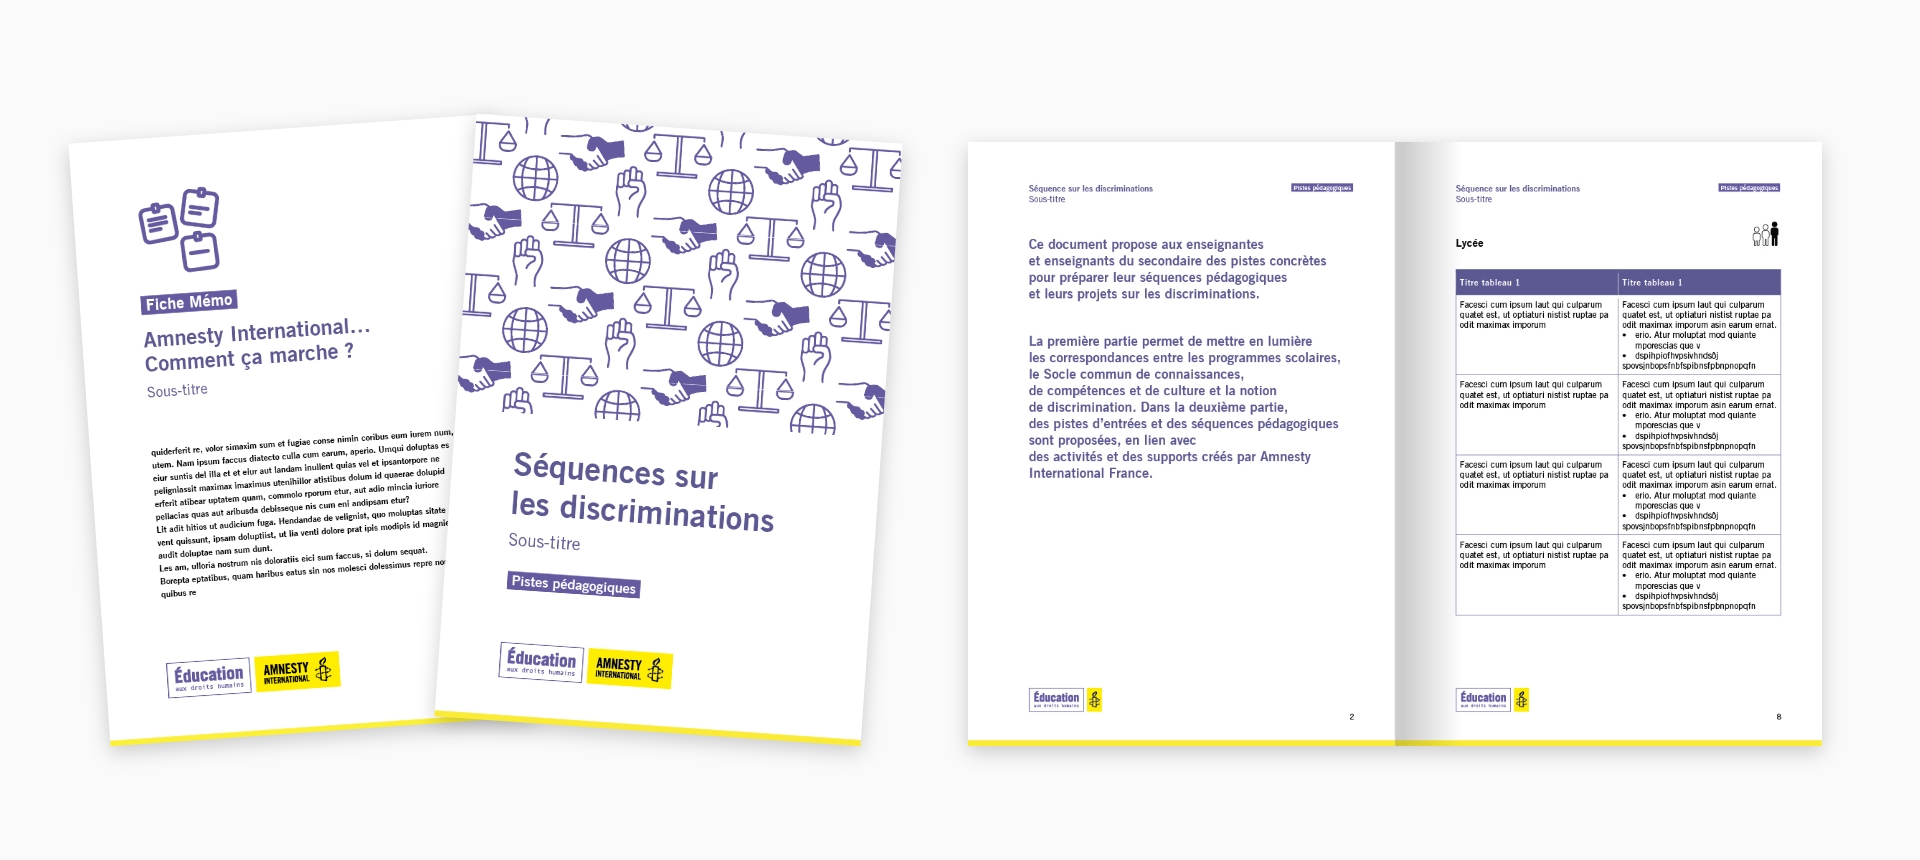 Fiche Mémo
Amnesty International…
Comment ça marche ?
Sous-titre
quiderferit re, volor simaxim sum et fugiae conse nimin coribus eum iurem num,
utem. Nam ipsum faccus diatecto culla cum earum, aperio. Umqui doluptas es
eiur suntis del illa et et eiur aut landam inullent quias vel et ipsantorpore ne
peligniassit maximax imaximus utenihillor atistibus dolum id quaerae dolupid
erferit atibear uptatem quam, commolo rporum etur, aut adio mincia iuriore
pellacias quas aut aribusda debisseque nis cum eni andipsam etur?
Lit adit hitios ut audicium fuga. Hendandae de velignist, quo moluptas sitate
vent quissunt, ipsam doluptiist, ut lia venti dolore prat ipis modipis id magnie
audit doluptae nam sum dunt.
Les am, ulloria nostrum nis doloratiis eici sum faccus, si dolum sequat.
Borepta eptatibus, quam haribus eatus sin nos molesci dolessimus repre
quibus re
Éducation
aux droits humains
AMNESTY
INTERNATIONAL
Séquences sur
les discriminations
Sous-titre
Pistes pédagogiques
Éducation
aux droits humains
AMNESTY
INTERNATIONAL
Séquence sur les discriminations
Sous-titre
Pistes pédagogiques
Ce document propose aux enseignantes
et enseignants du secondaire des pistes concrètes
pour préparer leur séquences pédagogiques
et leurs projets sur les discriminations.
La première partie permet de mettre en lumière
les correspondances entre les programmes scolaires,
le Socle commun de connaissances,
de compétences et de culture et la notion
de discrimination. Dans la deuxième partie,
des pistes d'entrées et des séquences pédagogiques
sont proposées, en lien avec
des activités et des supports créés par Amnesty
International France.
Éducation
aux droits humains
2
Séquence sur les discriminations
Sous-titre
Pistes pédagogiques
Lycée
Titre tableau 1
Titre tableau 1
Facesci cum ipsum laut qui culparum
quatet est, ut optiaturi nistist ruptae pa
odit maximax imporum
Facesci cum ipsum laut qui culparum
quatet est, ut optiaturi nistist ruptae pa
odit maximax imporum asin earum ernat.
• erio. Atur moluptat mod quiante
mporescias que v
• dspihpiofhvpsivhndsõj
spovsjnbopsfnbfspibnsfpbnpnopqfn
Facesci cum ipsum laut qui culparum
quatet est, ut optiaturi nistist ruptae pa
odit maximax imporum
Facesci cum ipsum laut qui culparum
quatet est, ut optiaturi nistist ruptae pa
odit maximax imporum asin earum ernat.
• erio. Atur moluptat mod quiante
mporescias que v
• dspihpiofhvpsivhndsõj
spovsjnbopsfnbfspibnsfpbnpnopqfn
Facesci cum ipsum laut qui culparum
quatet est, ut optiaturi nistist ruptae pa
odit maximax imporum
Facesci cum ipsum laut qui culparum
quatet est, ut optiaturi nistist ruptae pa
odit maximax imporum asin earum ernat.
• erio. Atur moluptat mod quiante
mporescias que v
• dspihpiofhvpsivhndsõj
spovsjnbopsfnbfspibnsfpbnpnopqfn
Facesci cum ipsum laut qui culparum
quatet est, ut optiaturi nistist ruptae pa
odit maximax imporum
Facesci cum ipsum laut qui culparum
quatet est, ut optiaturi nistist ruptae pa
odit maximax imporum asin earum ernat.
• erio. Atur moluptat mod quiante
mporescias que v
• dspihpiofhvpsivhndsõj
spovsjnbopsfnbfspibnsfpbnpnopqfn
Éducation
aux droits humains
8